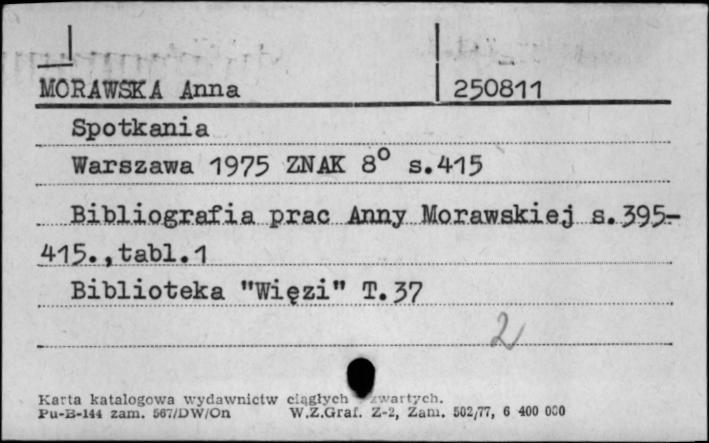 MORAWSKA Anna 250811
Spotkania
Warszawa 1975 ZNAK 8° s.415
Bibliografia prac Anny Morawskiej s.395-
415.,tabl.1
Biblioteka "Więzi" T.37
2
Karta katalogowa wydawnictw ciągłych zwartych.
Pu-B-144 zam. 567/DW/On W.Z.Graf. Z-2, Zam. 502/77, 6 400 000